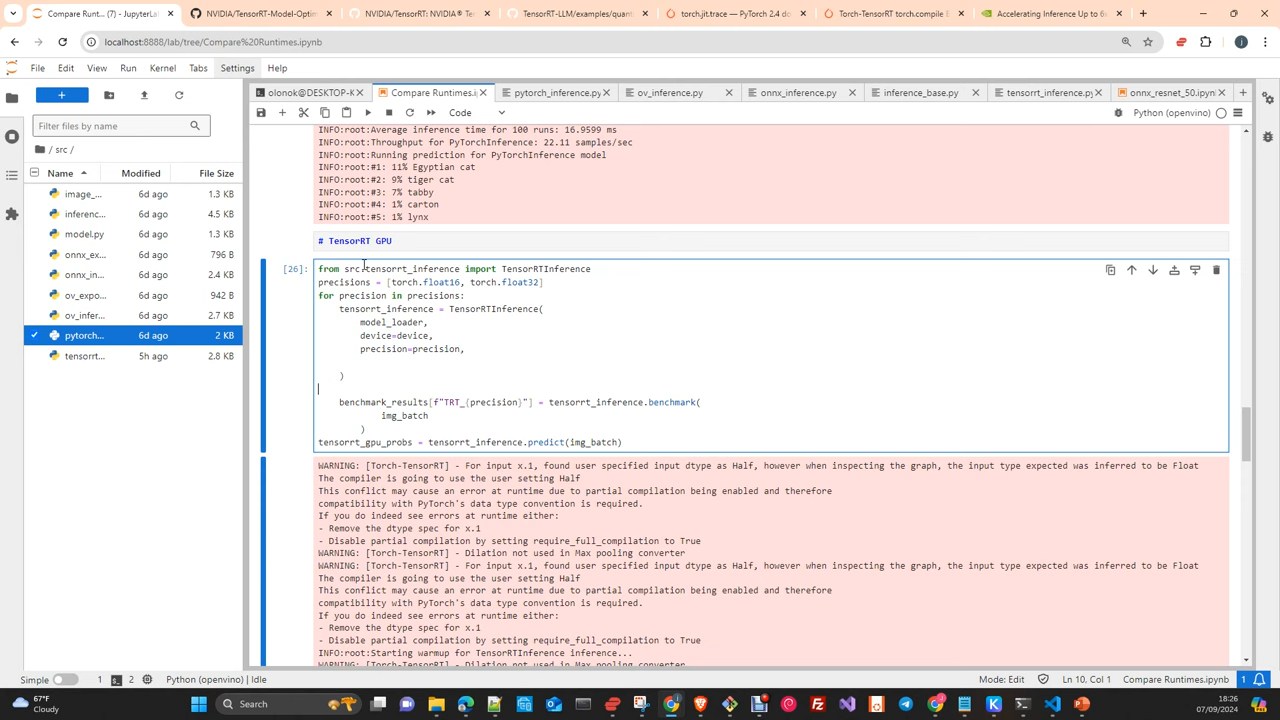 Compare Runt... (7) - JupyterLab
NVIDIA/TensorRT-Model-Optim
NVIDIA/TensorRT: NVIDIA® Te
TensorRT-LLM/examples/quan
torch.jit.trace — PyTorch 2.4 do
Torch-TensorRT torch.compile B
Accelerating Inference Up to 6x
localhost:8888/lab/tree/Compare%20Runtimes.ipynb
File Edit View Run Kernel Tabs Settings Help
olonok@DESKTOP-K
Compare Runtimes.i
pytorch_inference.py
ov_inference.py
onnx_inference.py
inference_base.py
tensorrt_inference.py
onnx_resnet_50.ipynb
Code
Python (openvino)
Filter files by name
/ src /
Name Modified File Size
image_... 6d ago 1.3 KB
inferenc... 6d ago 4.5 KB
model.py 6d ago 1.3 KB
onnx_ex... 6d ago 796 B
onnx_in... 6d ago 2.4 KB
ov_expo... 6d ago 942 B
ov_infer... 6d ago 2.7 KB
pytorch... 6d ago 2 KB
tensorrt... 5h ago 2.8 KB
INFO:root:Average inference time for 100 runs: 16.9599 ms
INFO:root:Throughput for PyTorchInference: 22.11 samples/sec
INFO:root:Running prediction for PyTorchInference model
INFO:root:#1: 11% Egyptian cat
INFO:root:#2: 9% tiger cat
INFO:root:#3: 7% tabby
INFO:root:#4: 1% carton
INFO:root:#5: 1% lynx
# TensorRT GPU
[26]:
from src.tensorrt_inference import TensorRTInference
precisions = [torch.float16, torch.float32]
for precision in precisions:
    tensorrt_inference = TensorRTInference(
        model_loader,
        device=device,
        precision=precision,
    )
    benchmark_results[f"TRT_{precision}"] = tensorrt_inference.benchmark(
            img_batch
        )
tensorrt_gpu_probs = tensorrt_inference.predict(img_batch)
WARNING: [Torch-TensorRT] - For input x.1, found user specified input dtype as Half, however when inspecting the graph, the input type expected was inferred to be Float
The compiler is going to use the user setting Half
This conflict may cause an error at runtime due to partial compilation being enabled and therefore
compatibility with PyTorch's data type convention is required.
If you do indeed see errors at runtime either:
- Remove the dtype spec for x.1
- Disable partial compilation by setting require_full_compilation to True
WARNING: [Torch-TensorRT] - Dilation not used in Max pooling converter
WARNING: [Torch-TensorRT] - For input x.1, found user specified input dtype as Half, however when inspecting the graph, the input type expected was inferred to be Float
The compiler is going to use the user setting Half
This conflict may cause an error at runtime due to partial compilation being enabled and therefore
compatibility with PyTorch's data type convention is required.
If you do indeed see errors at runtime either:
- Remove the dtype spec for x.1
- Disable partial compilation by setting require_full_compilation to True
INFO:root:Starting warmup for TensorRTInference inference...
WARNING: [Torch-TensorRT] - Dilation not used in Max pooling converter
Simple 1 2 Python (openvino) | Idle Mode: Edit Ln 10, Col 1 Compare Runtimes.ipynb 1
67°F
Cloudy
Search
18:26
07/09/2024